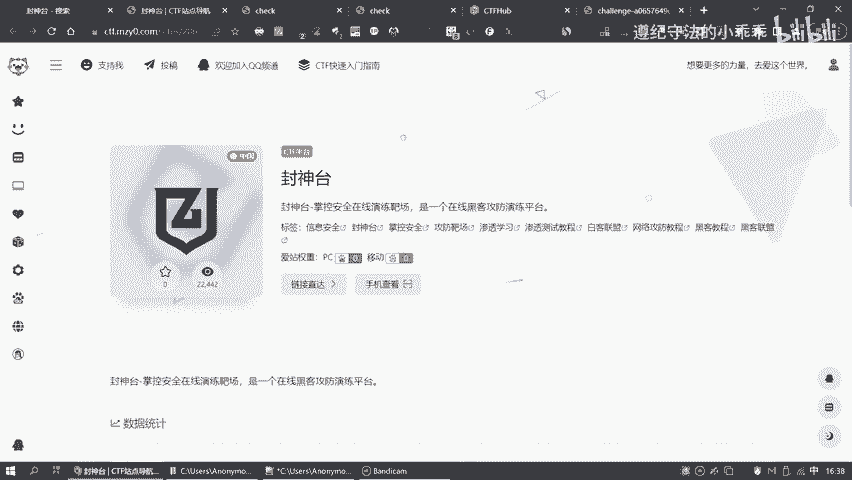 封神台 - 搜索
封神台 | CTF站点导航
check
check
CTFHub
challenge-a0657649
ctf.mzy0.com
遵纪守法的小乖乖
bilibili
支持我
投稿
欢迎加入QQ频道
CTF快速入门指南
想要更多的力量，去爱这个世界。
中国
CTF平台
封神台
封神台-掌控安全在线演练靶场，是一个在线黑客攻防演练平台。
标签：信息安全 封神台 掌控安全 攻防靶场 渗透学习 渗透测试教程 白客联盟 网络攻防教程 黑客教程 黑客联盟
爱站权重：PC 移动
链接直达
手机查看
0
22,442
封神台-掌控安全在线演练靶场，是一个在线黑客攻防演练平台。
数据统计
封神台 | CTF站点导航...
C:\Users\Anonymo...
*C:\Users\Anonymo...
Bandicam
中
16:38